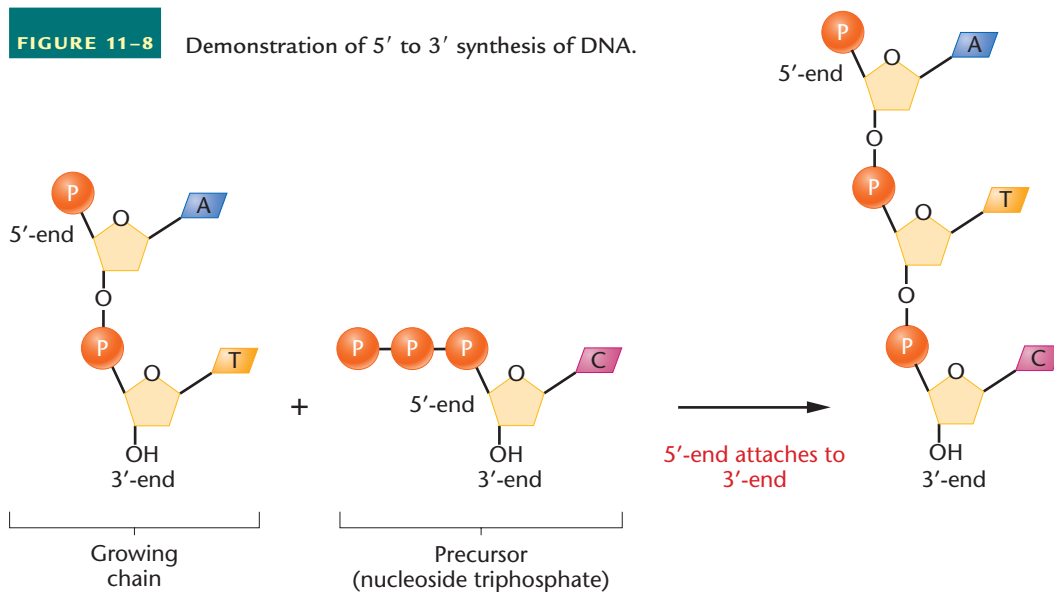 FIGURE 11–8 Demonstration of 5′ to 3′ synthesis of DNA.
P
O
A
5′-end
O
P
O
T
O
P
O
C
OH
3′-end
P
O
A
5′-end
O
P
O
T
OH
3′-end
+
P P P
O
C
5′-end
OH
3′-end
5′-end attaches to
3′-end
Growing
chain
Precursor
(nucleoside triphosphate)